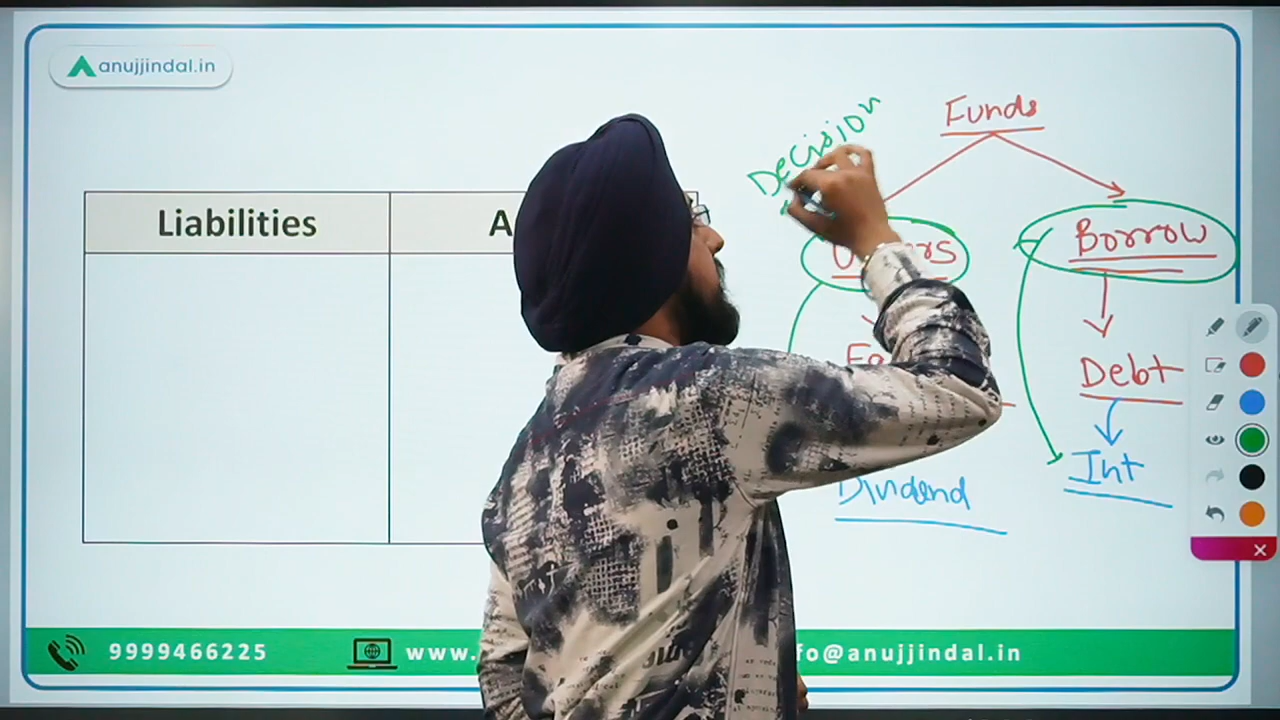 anujjindal.in
Funds
Decision
Borrow
Liabilities
Debt
Int
Dividend
9999466225
www.
fo@anujjindal.in